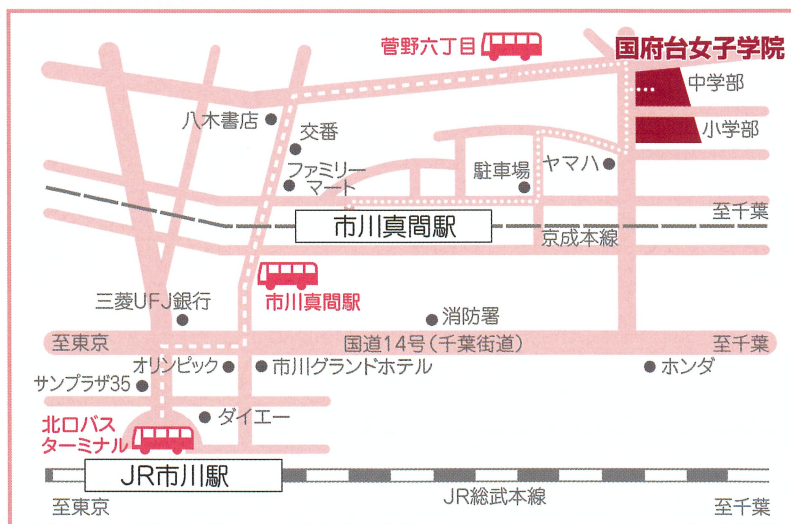 菅野六丁目
国府台女子学院
中学部
小学部
八木書店
交番
ファミリー
マート
駐車場
ヤマハ
至千葉
市川真間駅
京成本線
市川真間駅
三菱UFJ銀行
消防署
至東京
国道14号(千葉街道)
至千葉
オリンピック
市川グランドホテル
ホンダ
サンプラザ35
ダイエー
北口バス
ターミナル
JR市川駅
JR総武本線
至東京
至千葉